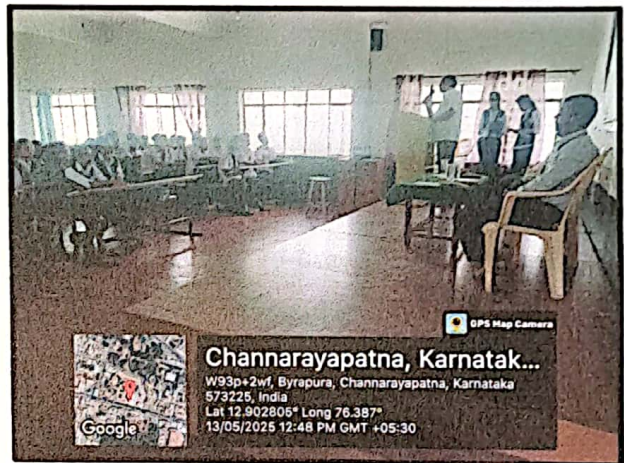 GPS Map Camera
Channarayapatna, Karnatak...
W93p+2wf, Byrapura, Channarayapatna, Karnataka
573225, India
Lat 12.902805° Long 76.387°
13/05/2025 12:48 PM GMT +05:30
Google